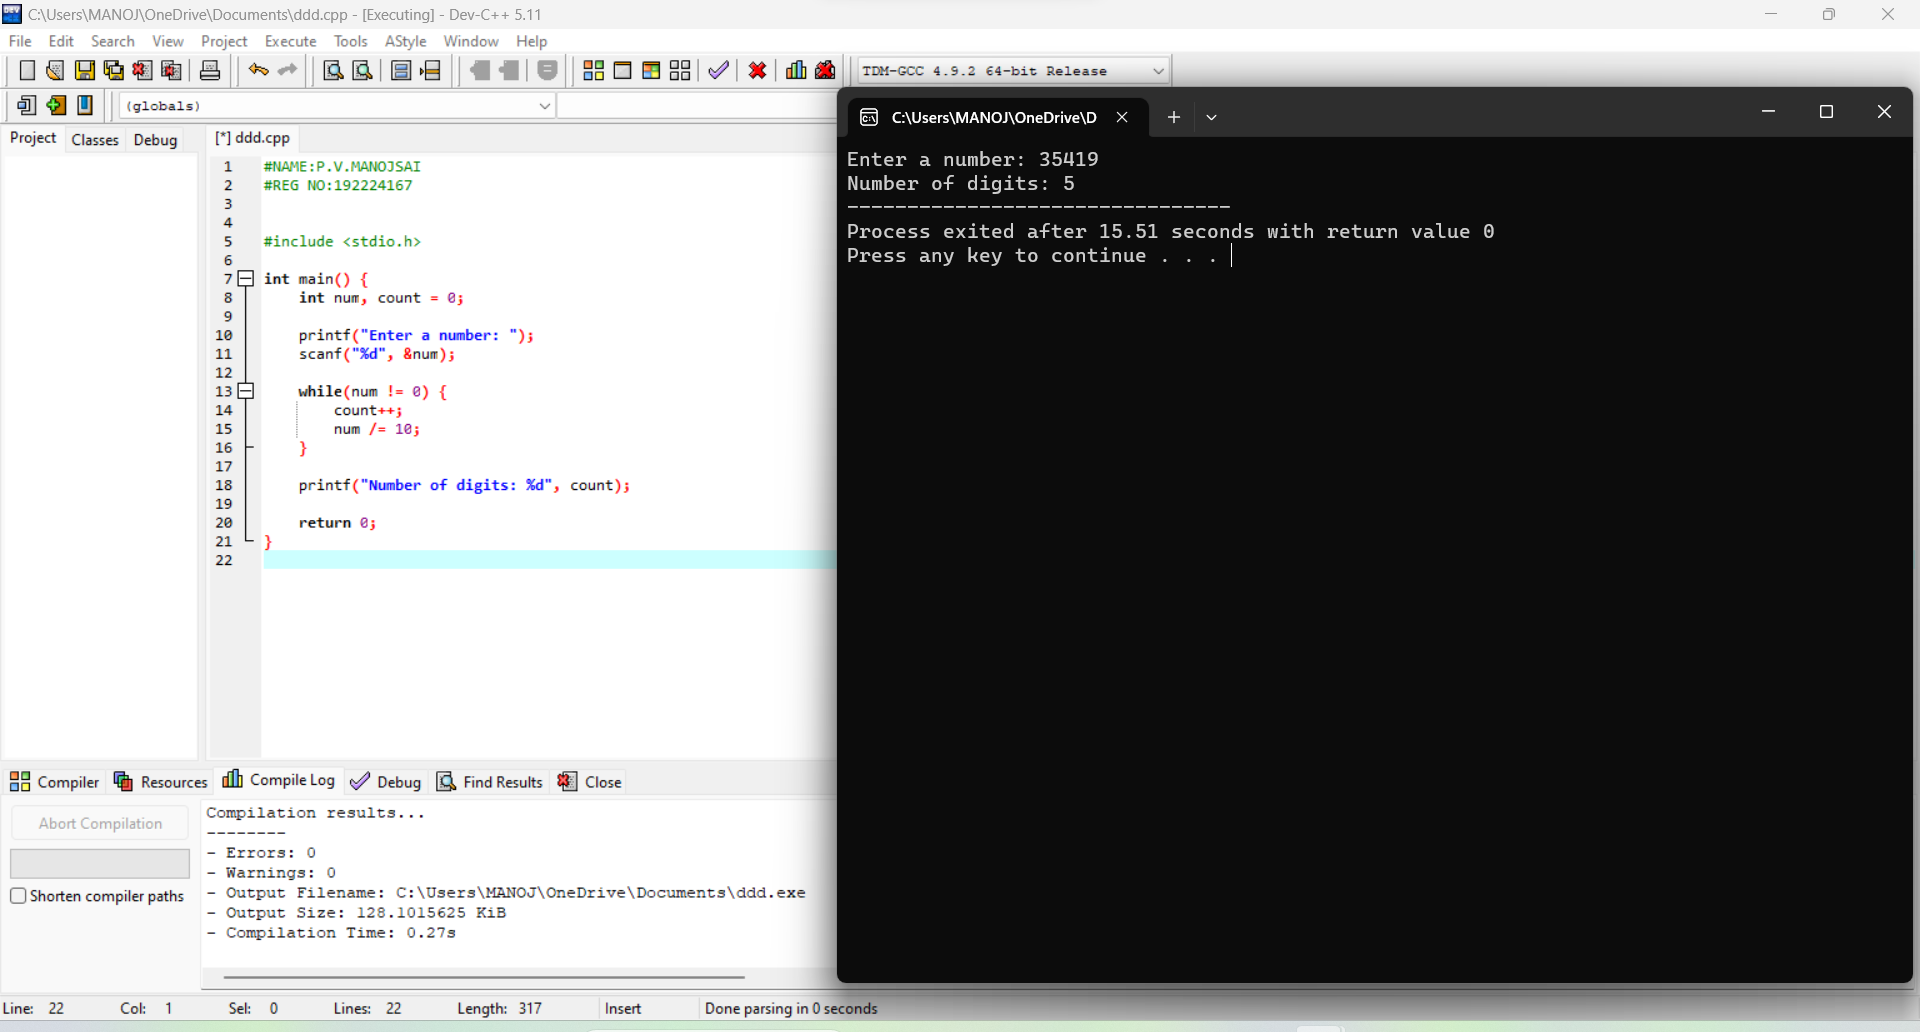 C:\Users\MANOJ\OneDrive\Documents\ddd.cpp - [Executing] - Dev-C++ 5.11
File Edit Search View Project Execute Tools AStyle Window Help
TDM-GCC 4.9.2 64-bit Release
(globals)
Project Classes Debug
[*] ddd.cpp
1 #NAME:P.V.MANOJSAI
2 #REG NO:192224167
3
4
5 #include <stdio.h>
6
7 int main() {
8 int num, count = 0;
9
10 printf("Enter a number: ");
11 scanf("%d", &num);
12
13 while(num != 0) {
14 count++;
15 num /= 10;
16 }
17
18 printf("Number of digits: %d", count);
19
20 return 0;
21 }
22
C:\Users\MANOJ\OneDrive\D
Enter a number: 35419
Number of digits: 5
--------------------------------
Process exited after 15.51 seconds with return value 0
Press any key to continue . . .
Compiler Resources Compile Log Debug Find Results Close
Abort Compilation
Shorten compiler paths
Compilation results...
--------
- Errors: 0
- Warnings: 0
- Output Filename: C:\Users\MANOJ\OneDrive\Documents\ddd.exe
- Output Size: 128.1015625 KiB
- Compilation Time: 0.27s
Line: 22 Col: 1 Sel: 0 Lines: 22 Length: 317 Insert Done parsing in 0 seconds